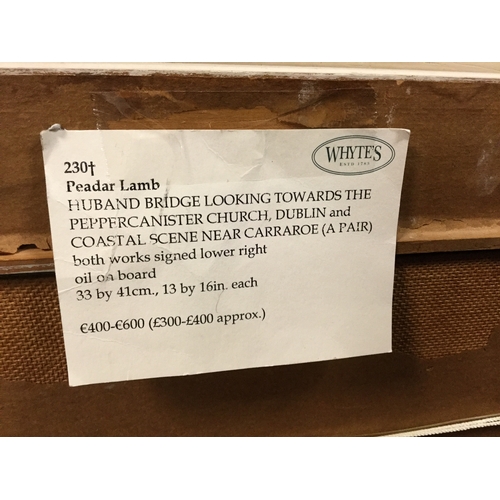 WHYTE'S
ESTD 1783
230†
Peadar Lamb
HUBAND BRIDGE LOOKING TOWARDS THE
PEPPERCANISTER CHURCH, DUBLIN and
COASTAL SCENE NEAR CARRAROE (A PAIR)
both works signed lower right
oil on board
33 by 41cm., 13 by 16in. each
€400-€600 (£300-£400 approx.)